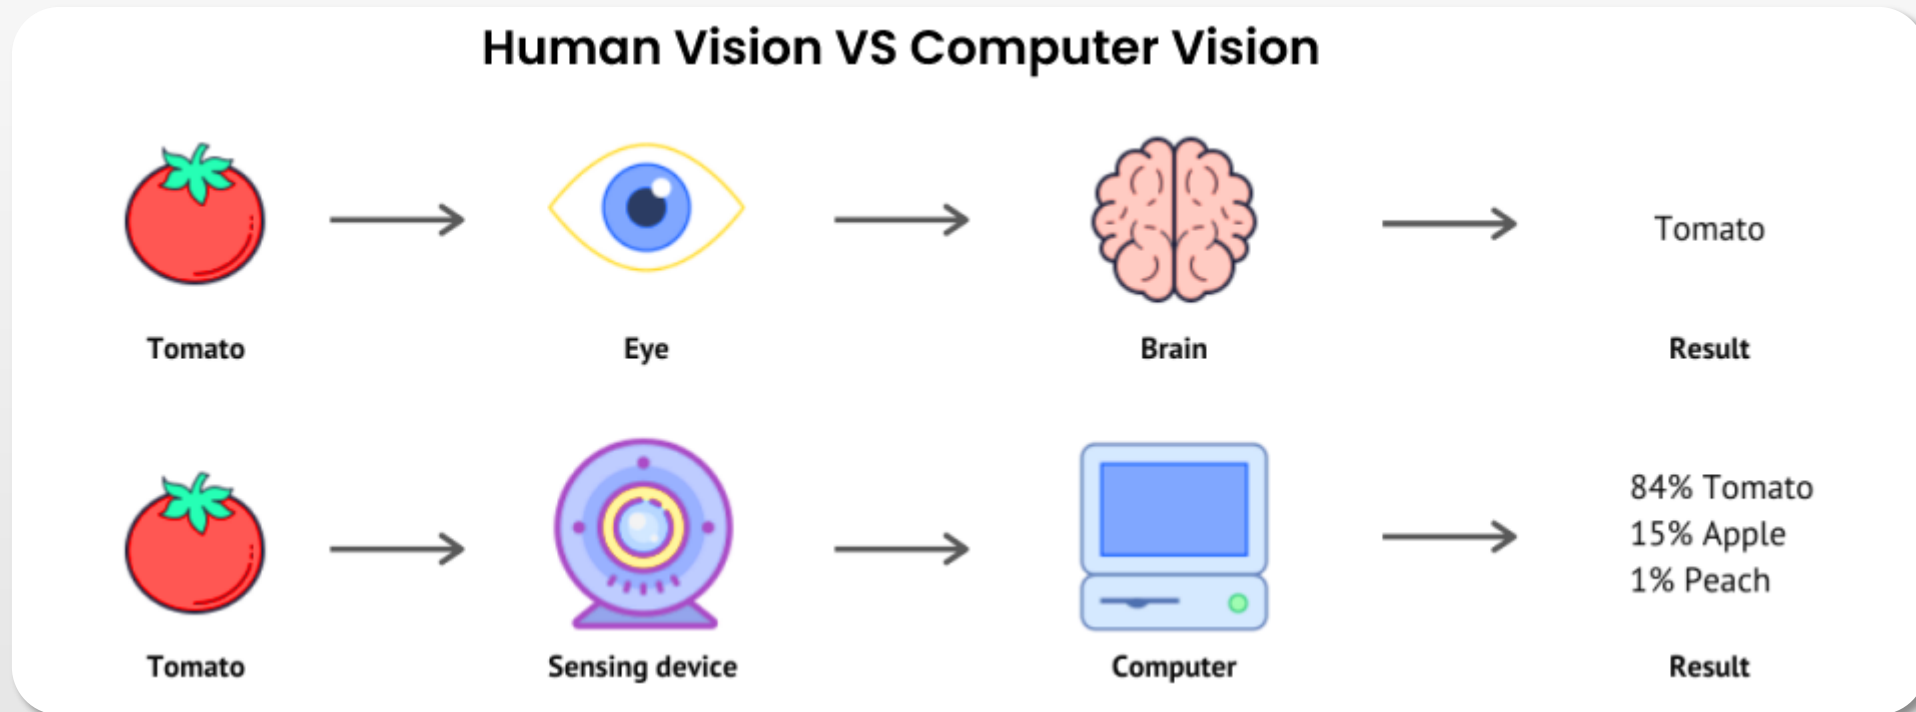 Human Vision VS Computer Vision
Tomato
Tomato
Eye
Brain
Result
84% Tomato
15% Apple
1% Peach
Tomato
Sensing device
Computer
Result